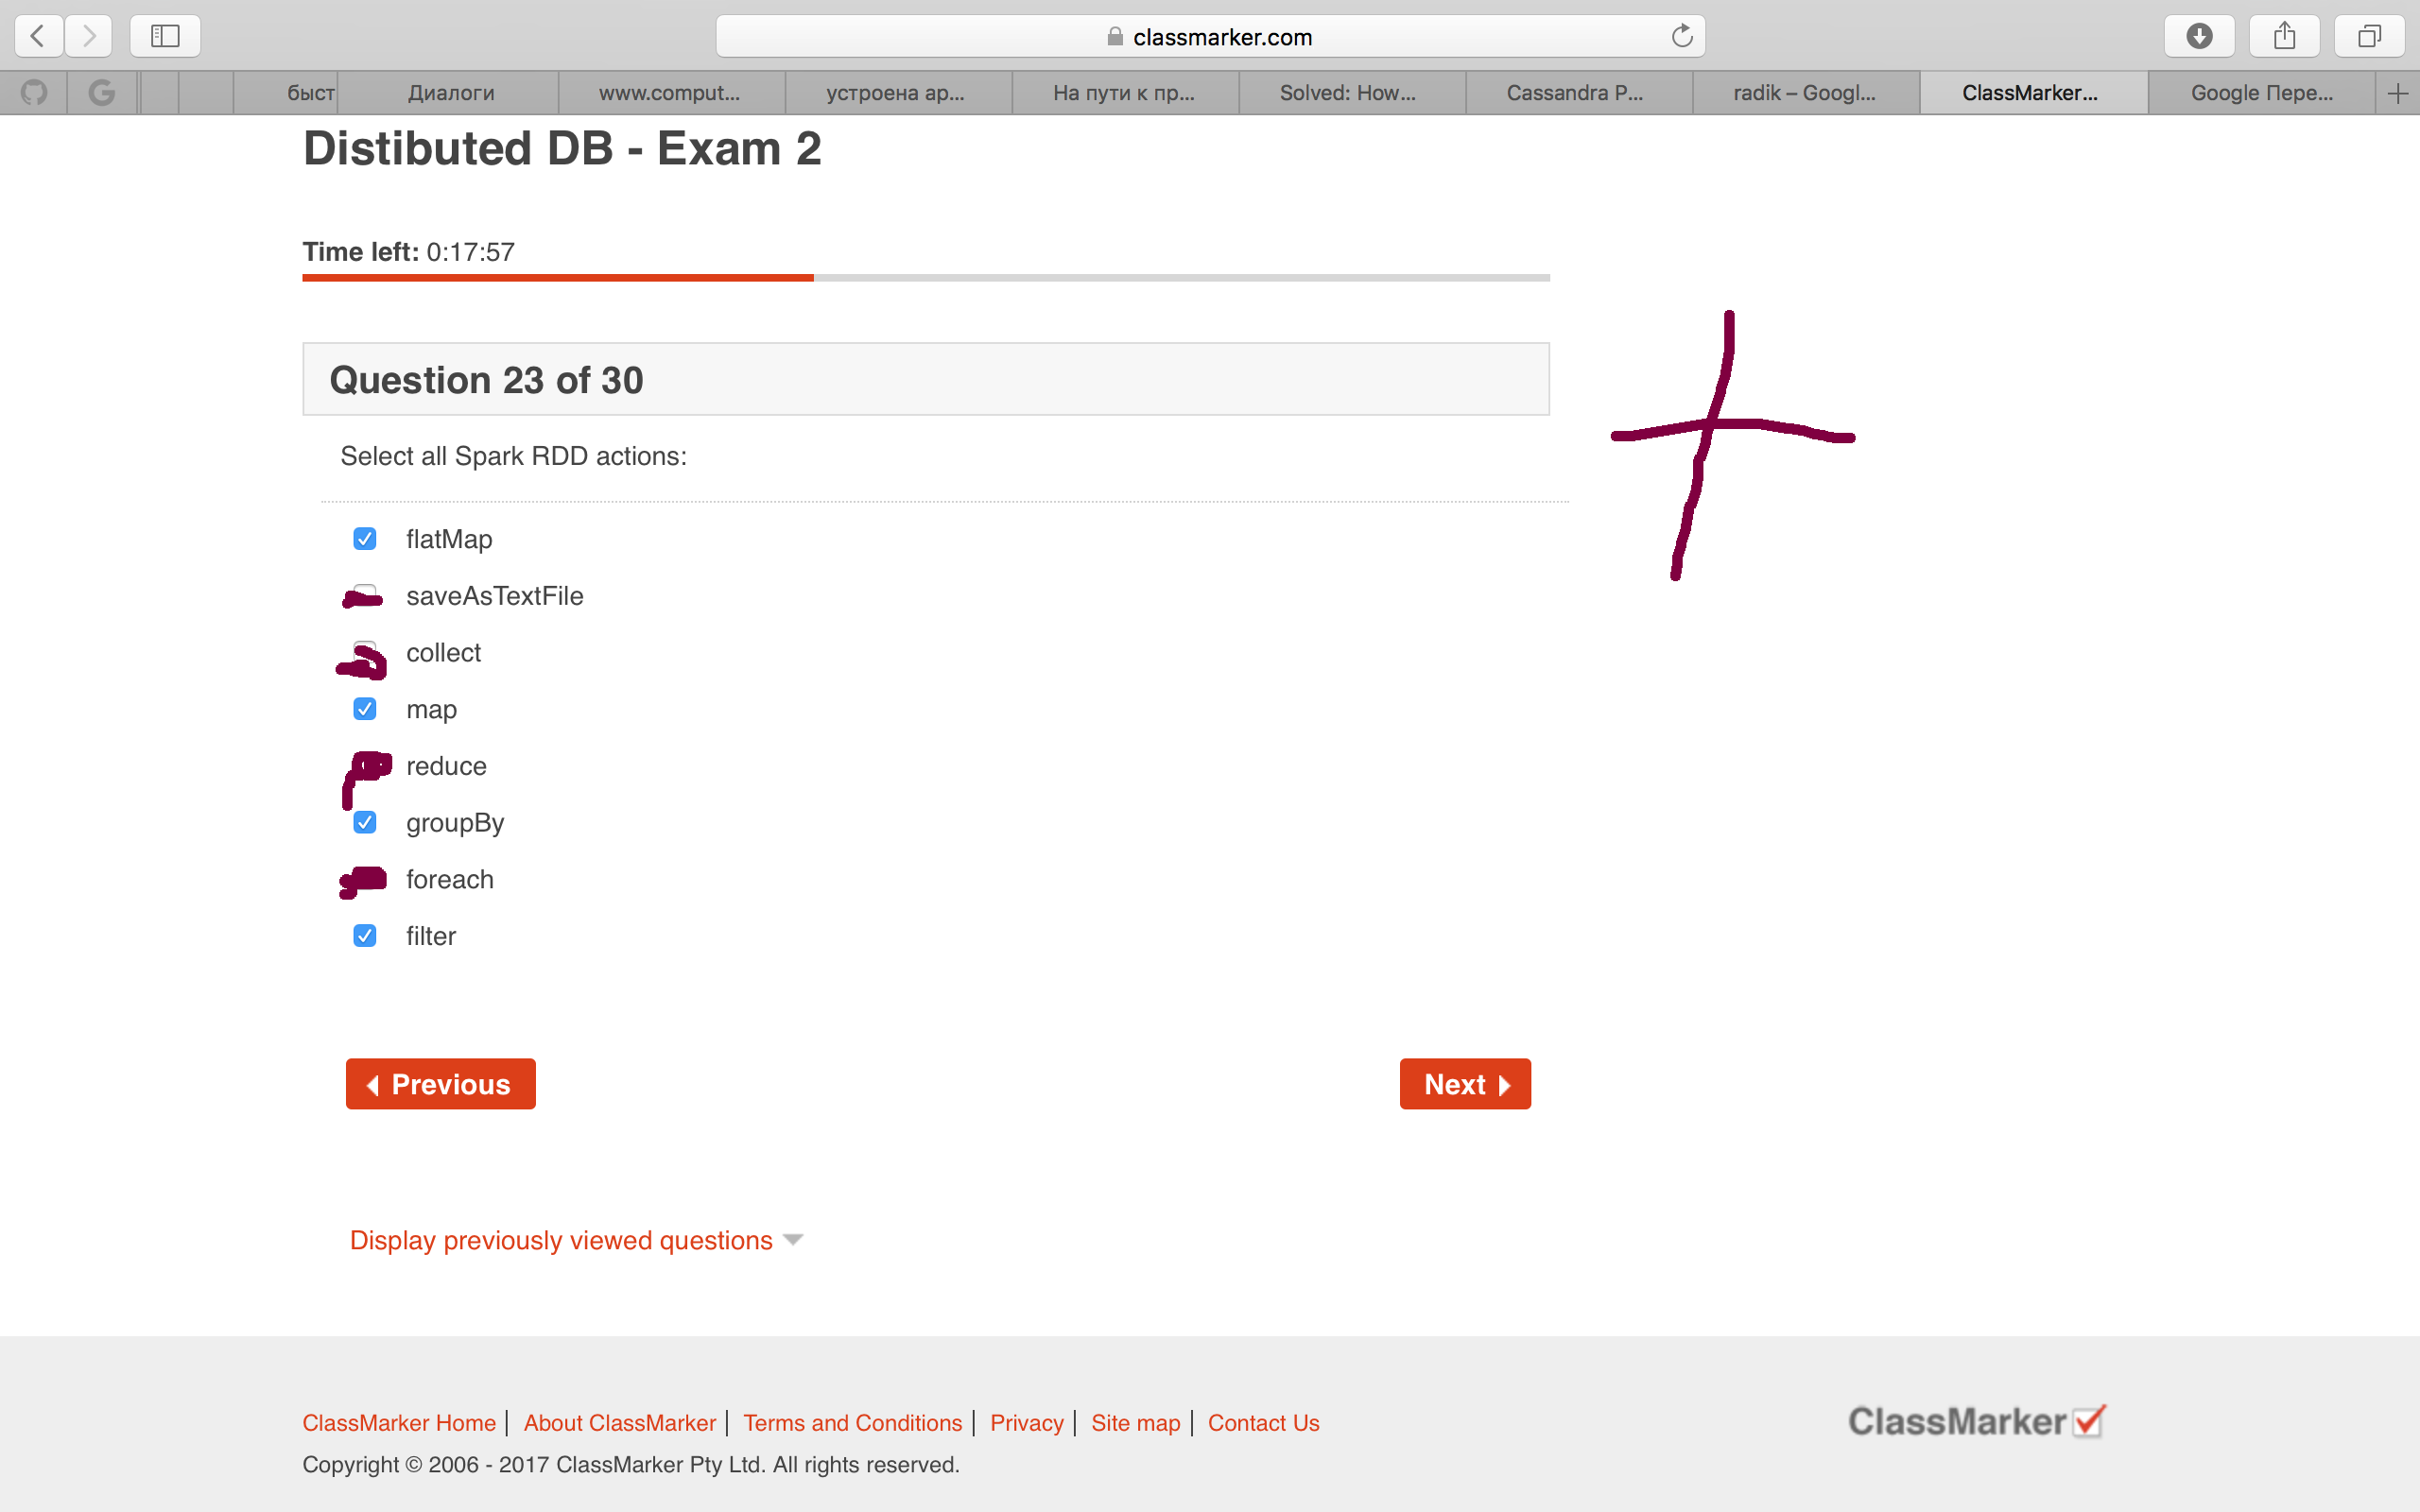 classmarker.com
быст
Диалоги
www.comput...
устроена ар...
На пути к пр...
Solved: How...
Cassandra P...
radik – Googl...
ClassMarker...
Google Пере...
Distibuted DB - Exam 2
Time left: 0:17:57
Question 23 of 30
Select all Spark RDD actions:
flatMap
saveAsTextFile
collect
map
reduce
groupBy
foreach
filter
Previous
Next
Display previously viewed questions
ClassMarker Home | About ClassMarker | Terms and Conditions | Privacy | Site map | Contact Us
ClassMarker
Copyright © 2006 - 2017 ClassMarker Pty Ltd. All rights reserved.